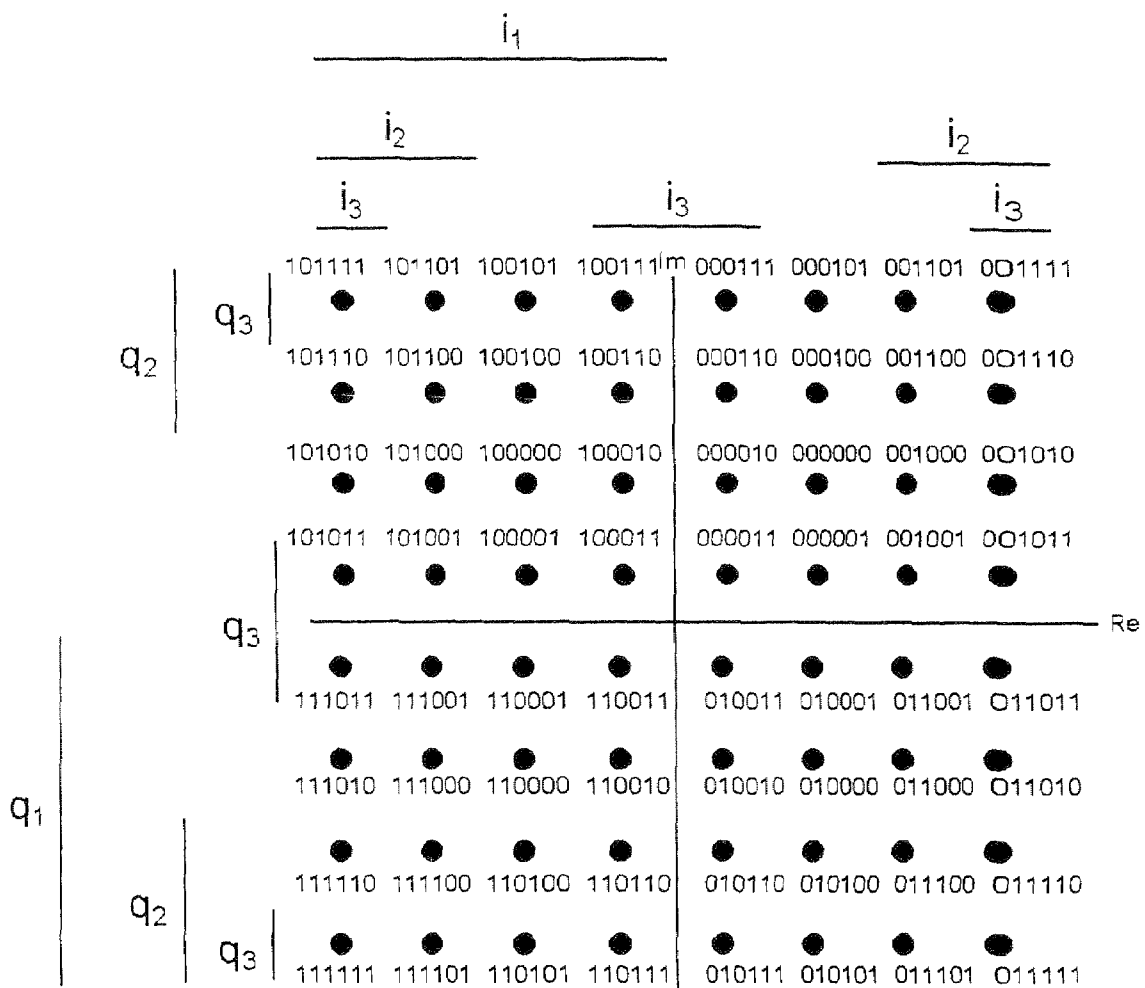 i₁
i₂ i₂
i₃ i₃ i₃
101111 101101 100101 100111 Im 000111 000101 001101 001111
q₃
q₂
101110 101100 100100 100110 000110 000100 001100 001110
101010 101000 100000 100010 000010 000000 001000 001010
101011 101001 100001 100011 000011 000001 001001 001011
q₃ Re
111011 111001 110001 110011 010011 010001 011001 011011
111010 111000 110000 110010 010010 010000 011000 011010
q₁
111110 111100 110100 110110 010110 010100 011100 011110
q₂
q₃
111111 111101 110101 110111 010111 010101 011101 011111